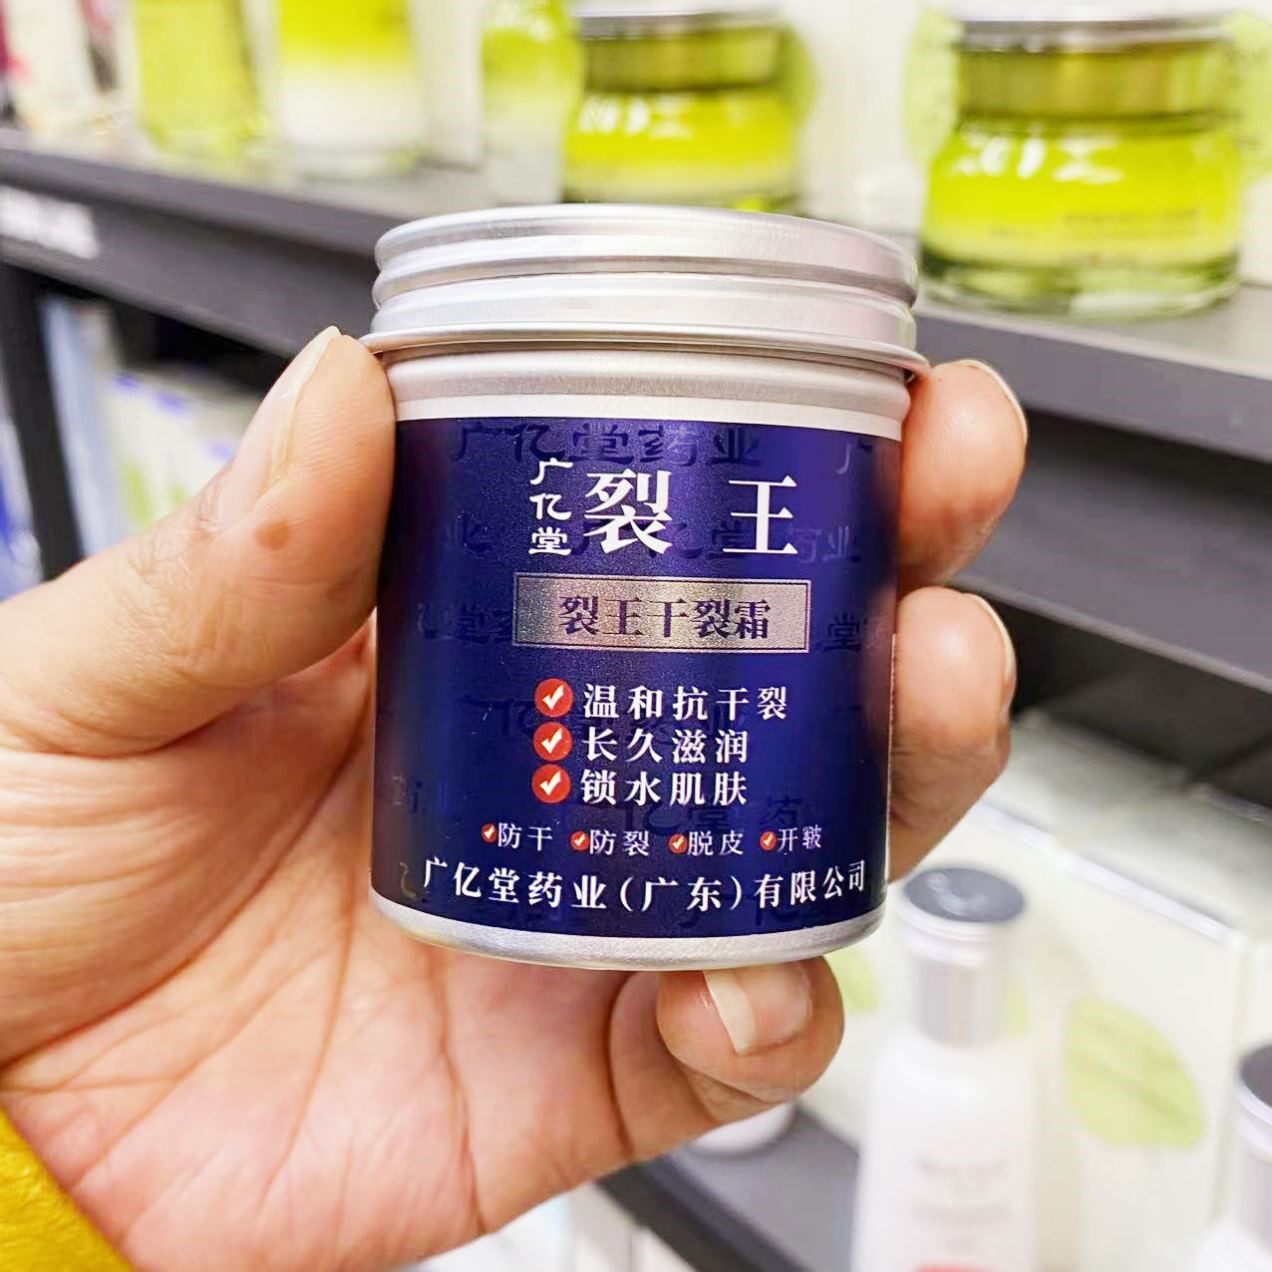 广亿堂药业
广亿堂
裂王
裂王干裂霜
温和抗干裂
长久滋润
锁水肌肤
防干 防裂 脱皮 开皲
广亿堂药业(广东)有限公司